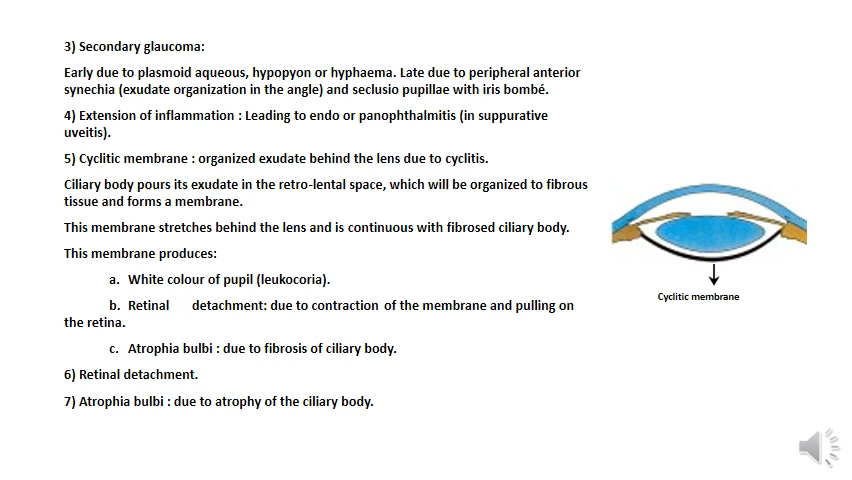 3) Secondary glaucoma:
Early due to plasmoid aqueous, hypopyon or hyphaema. Late due to peripheral anterior
synechia (exudate organization in the angle) and seclusio pupillae with iris bombé.
4) Extension of inflammation : Leading to endo or panophthalmitis (in suppurative
uveitis).
5) Cyclitic membrane : organized exudate behind the lens due to cyclitis.
Ciliary body pours its exudate in the retro-lental space, which will be organized to fibrous
tissue and forms a membrane.
This membrane stretches behind the lens and is continuous with fibrosed ciliary body.
This membrane produces:
a. White colour of pupil (leukocoria).
b. Retinal detachment: due to contraction of the membrane and pulling on
the retina.
c. Atrophia bulbi : due to fibrosis of ciliary body.
6) Retinal detachment.
7) Atrophia bulbi : due to atrophy of the ciliary body.
Cyclitic membrane